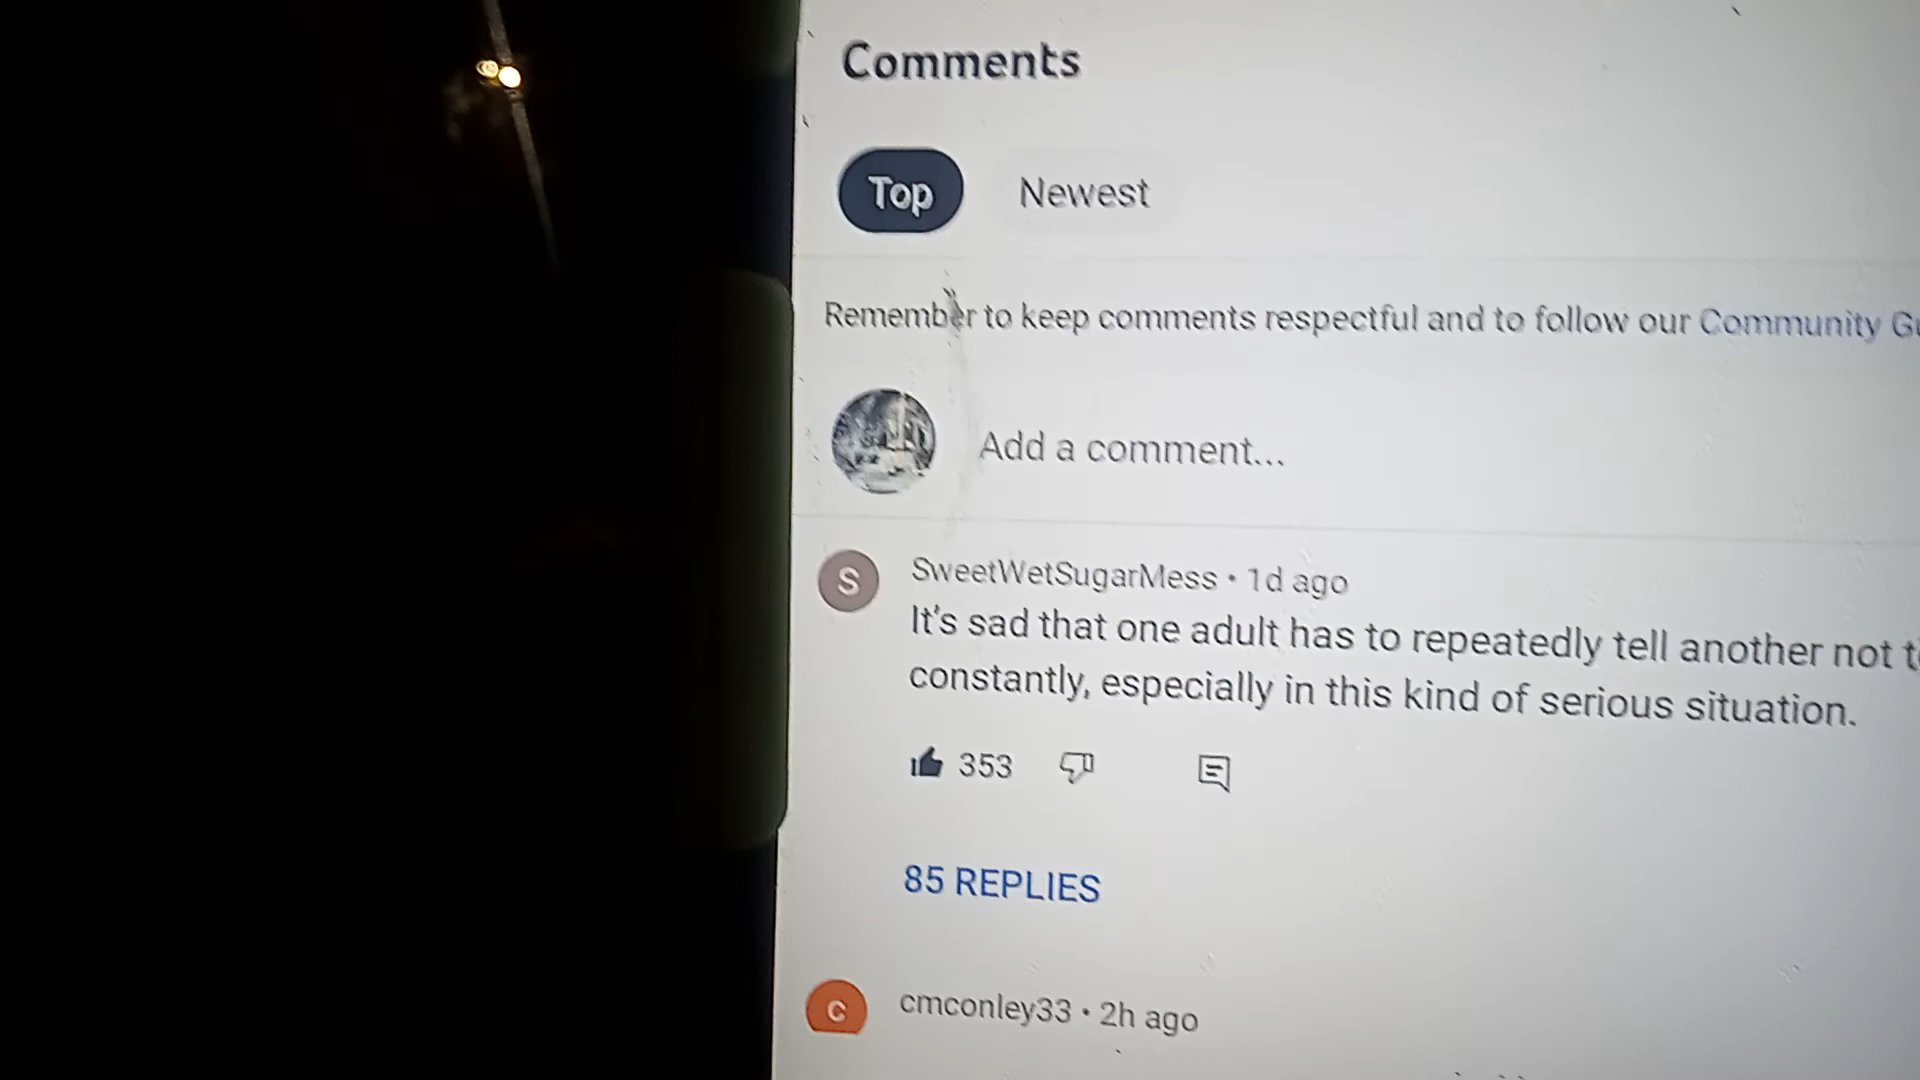 Comments
Top Newest
Remember to keep comments respectful and to follow our Community
Add a comment...
S SweetWetSugarMess • 1d ago
It's sad that one adult has to repeatedly tell another not
constantly, especially in this kind of serious situation.
353
85 REPLIES
C cmconley33 • 2h ago